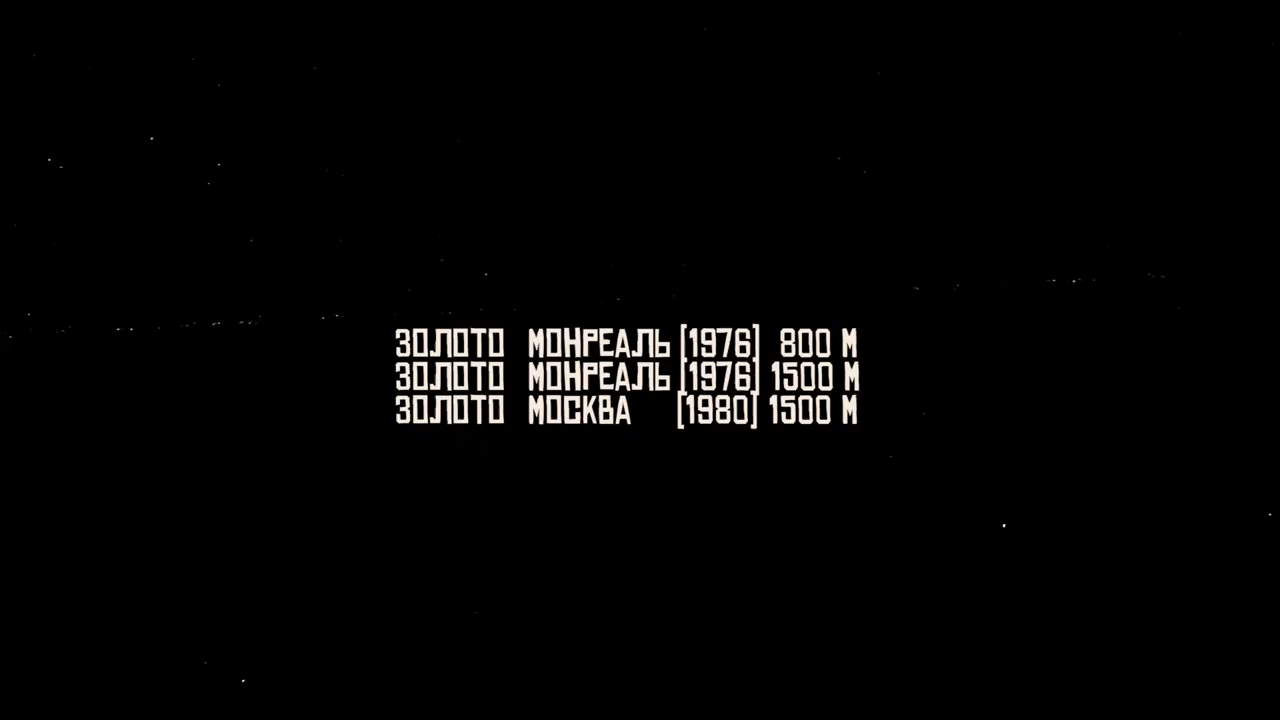 ЗОЛОТО МОНРЕАЛЬ [1976] 800 М
ЗОЛОТО МОНРЕАЛЬ [1976] 1500 М
ЗОЛОТО МОСКВА [1980] 1500 М